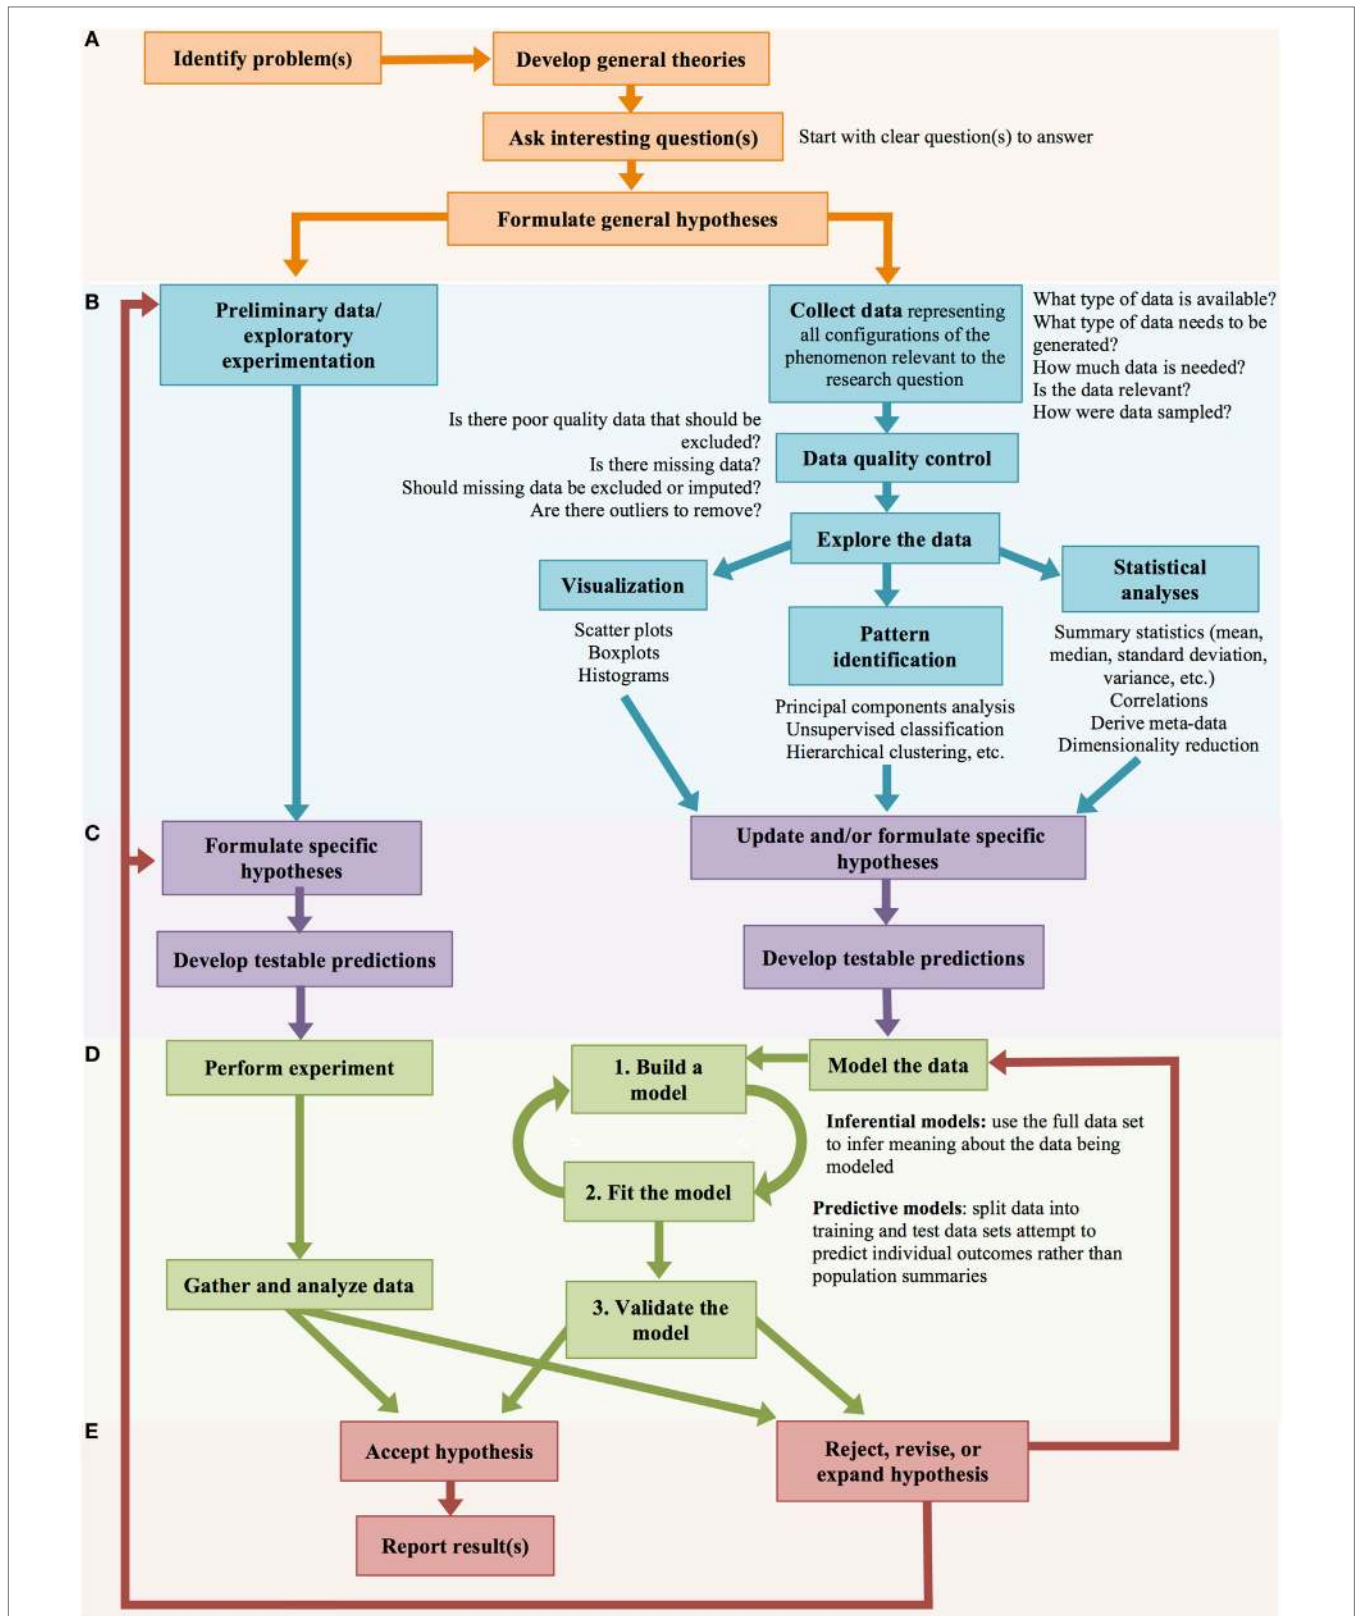 A
Identify problem(s)
Develop general theories
Ask interesting question(s)
Start with clear question(s) to answer
Formulate general hypotheses
B
Preliminary data/
exploratory
experimentation
Collect data representing
all configurations of the
phenomenon relevant to the
research question
What type of data is available?
What type of data needs to be
generated?
How much data is needed?
Is the data relevant?
How were data sampled?
Is there poor quality data that should be
excluded?
Is there missing data?
Should missing data be excluded or imputed?
Are there outliers to remove?
Data quality control
Explore the data
Visualization
Scatter plots
Boxplots
Histograms
Pattern
identification
Principal components analysis
Unsupervised classification
Hierarchical clustering, etc.
Statistical
analyses
Summary statistics (mean,
median, standard deviation,
variance, etc.)
Correlations
Derive meta-data
Dimensionality reduction
C
Formulate specific
hypotheses
Develop testable predictions
Update and/or formulate specific
hypotheses
Develop testable predictions
D
Perform experiment
Gather and analyze data
Model the data
1. Build a
model
2. Fit the model
3. Validate the
model
Inferential models: use the full data set
to infer meaning about the data being
modeled
Predictive models: split data into
training and test data sets attempt to
predict individual outcomes rather than
population summaries
E
Accept hypothesis
Report result(s)
Reject, revise, or
expand hypothesis